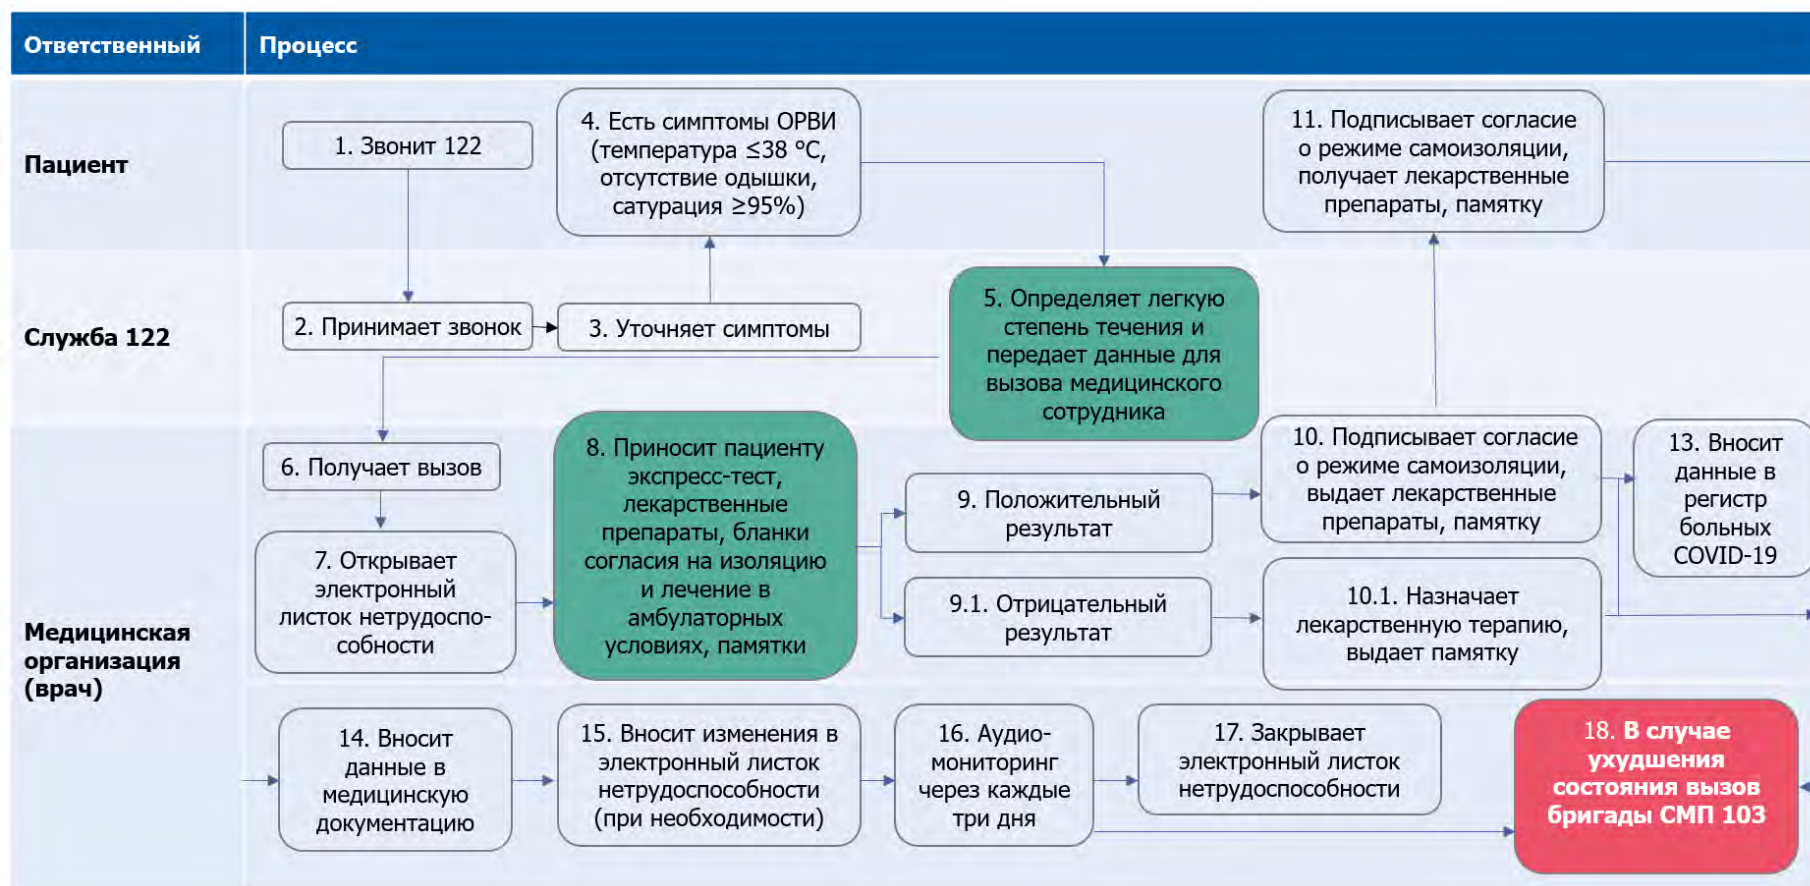 Ответственный
Процесс
Пациент
1. Звонит 122
4. Есть симптомы ОРВИ
(температура ≤38 °С,
отсутствие одышки,
сатурация ≥95%)
11. Подписывает согласие
о режиме самоизоляции,
получает лекарственные
препараты, памятку
Служба 122
2. Принимает звонок
3. Уточняет симптомы
5. Определяет легкую
степень течения и
передает данные для
вызова медицинского
сотрудника
Медицинская
организация
(врач)
6. Получает вызов
7. Открывает
электронный
листок нетрудоспо-
собности
8. Приносит пациенту
экспресс-тест,
лекарственные
препараты, бланки
согласия на изоляцию
и лечение в
амбулаторных
условиях, памятки
9. Положительный
результат
9.1. Отрицательный
результат
10. Подписывает согласие
о режиме самоизоляции,
выдает лекарственные
препараты, памятку
10.1. Назначает
лекарственную терапию,
выдает памятку
13. Вносит
данные в
регистр
больных
COVID-19
14. Вносит
данные в
медицинскую
документацию
15. Вносит изменения в
электронный листок
нетрудоспособности
(при необходимости)
16. Аудио-
мониторинг
через каждые
три дня
17. Закрывает
электронный листок
нетрудоспособности
18. В случае
ухудшения
состояния вызов
бригады СМП 103